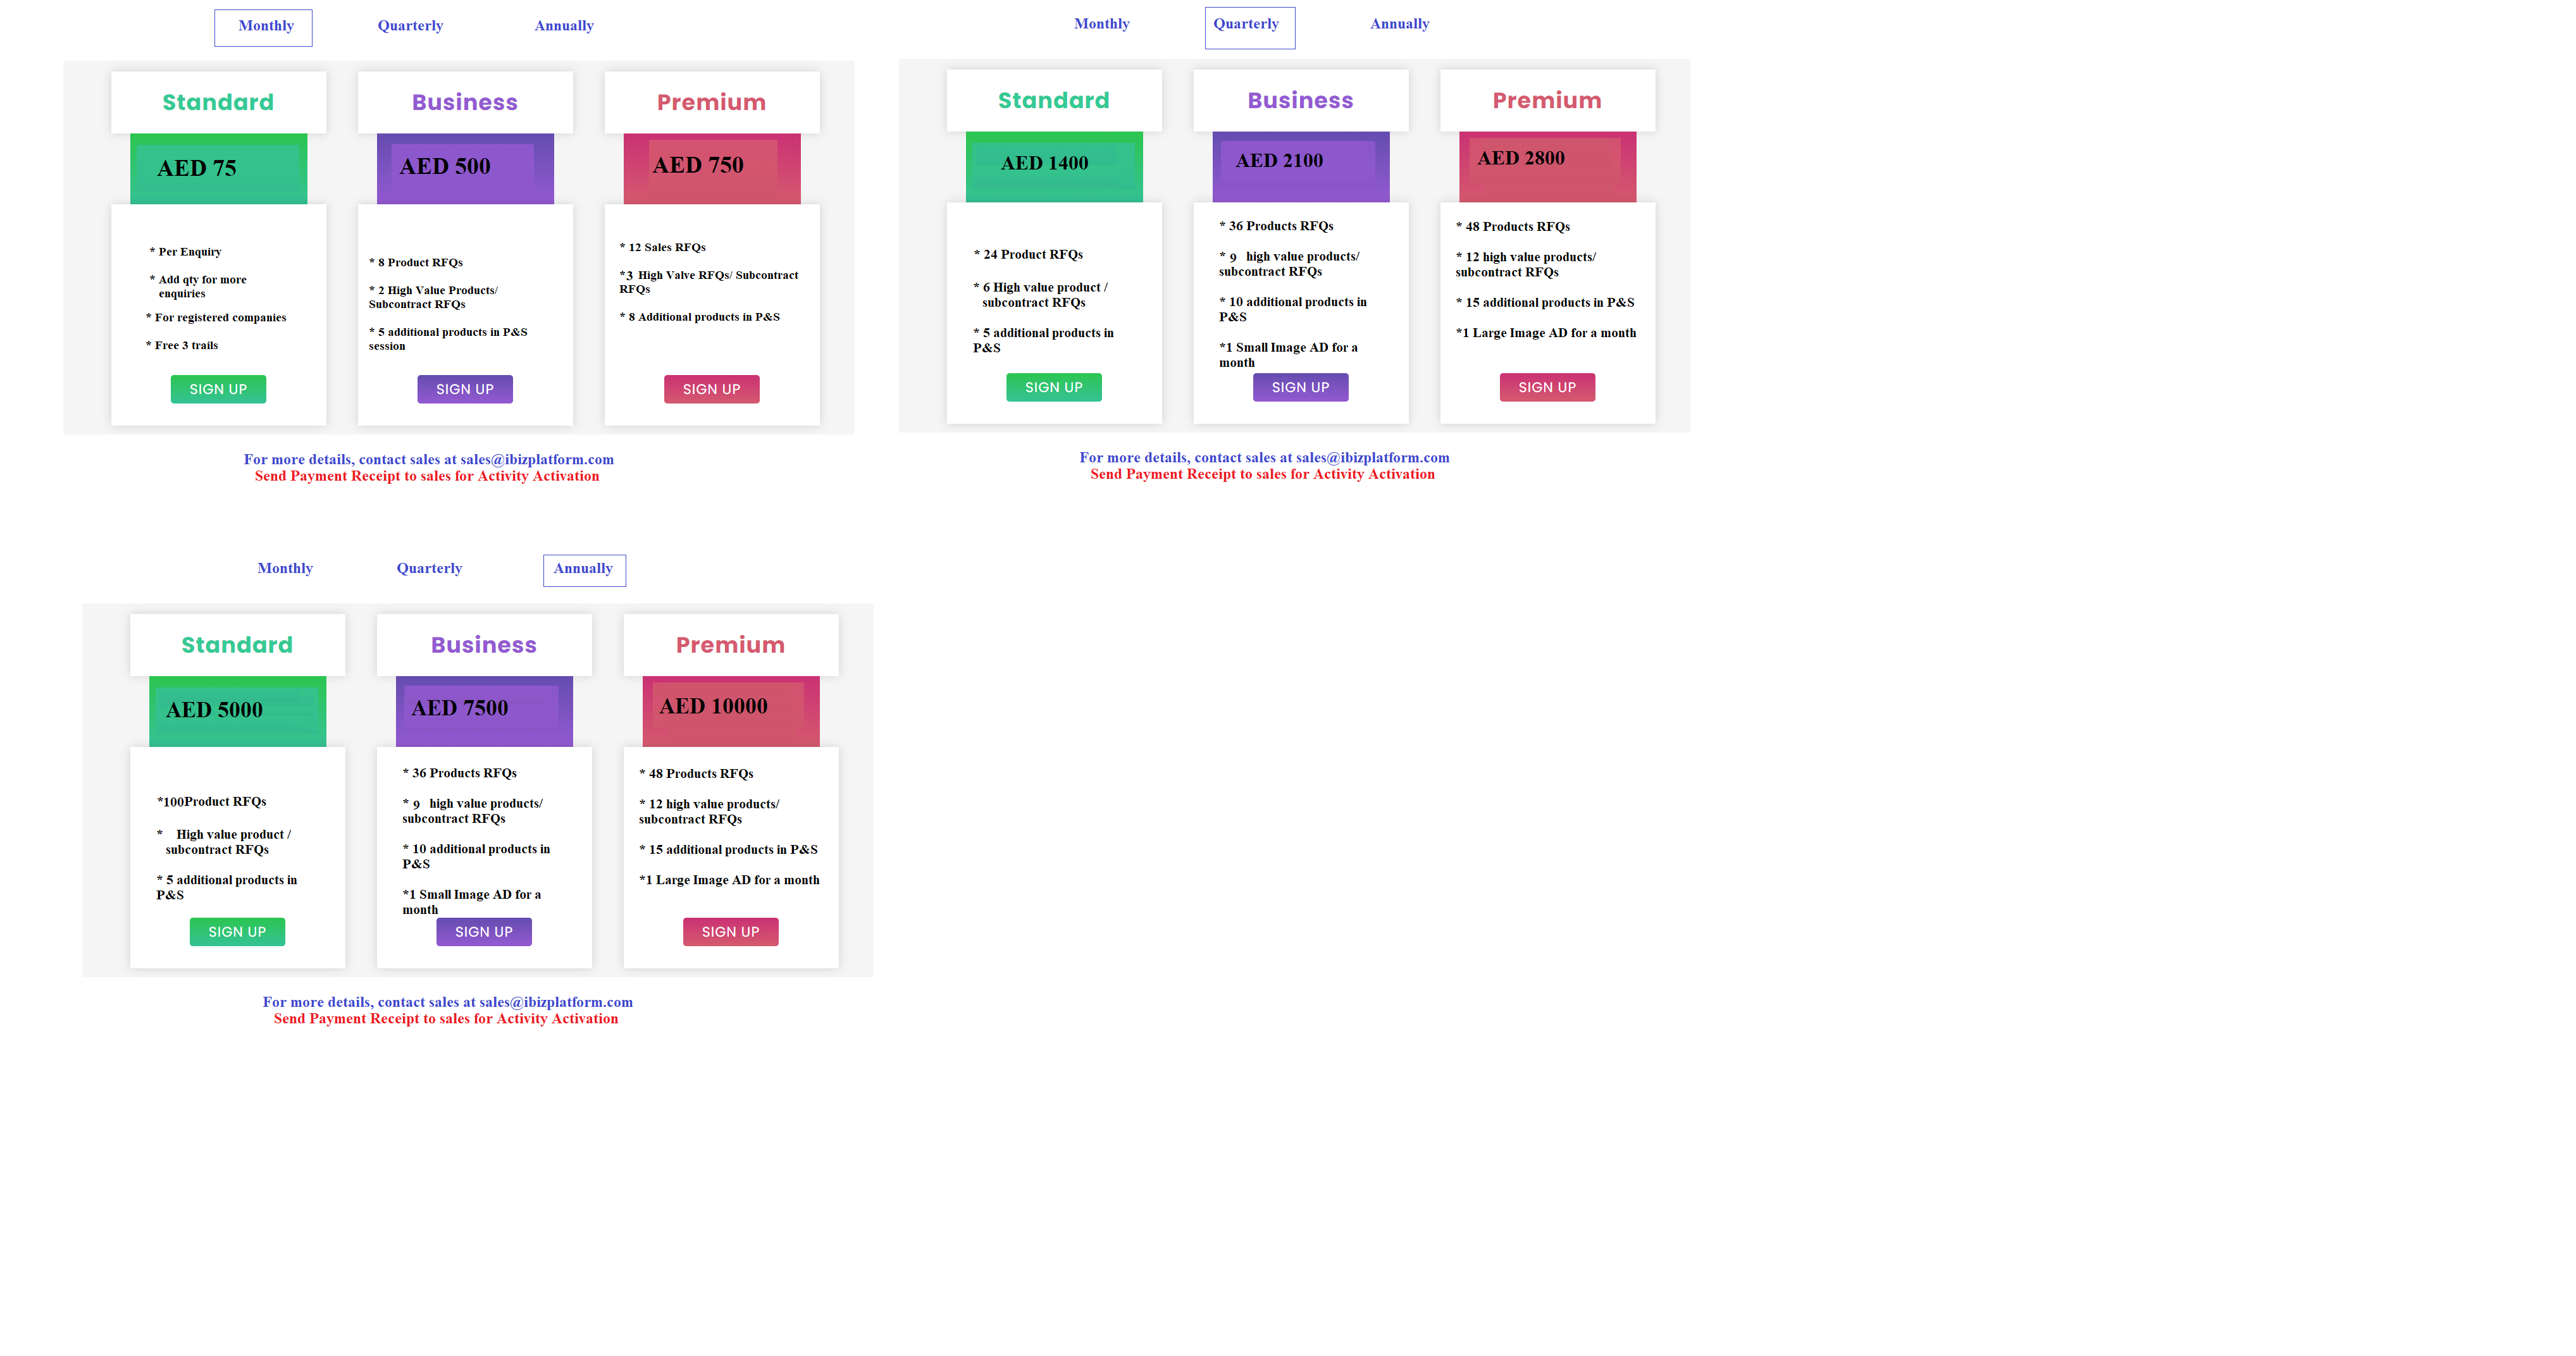 Monthly Quarterly Annually
Standard Business Premium
AED 75 AED 500 AED 750
* Per Enquiry
* Add qty for more
enquiries
* For registered companies
* Free 3 trails
SIGN UP
* 8 Product RFQs
* 2 High Value Products/
Subcontract RFQs
* 5 additional products in P&S
session
SIGN UP
* 12 Sales RFQs
*3 High Valve RFQs/ Subcontract
RFQs
* 8 Additional products in P&S
SIGN UP
For more details, contact sales at sales@ibizplatform.com
Send Payment Receipt to sales for Activity Activation
Monthly Quarterly Annually
Standard Business Premium
AED 1400 AED 2100 AED 2800
* 24 Product RFQs
* 6 High value product /
subcontract RFQs
* 5 additional products in
P&S
SIGN UP
* 36 Products RFQs
* 9 high value products/
subcontract RFQs
* 10 additional products in
P&S
*1 Small Image AD for a
month
SIGN UP
* 48 Products RFQs
* 12 high value products/
subcontract RFQs
* 15 additional products in P&S
*1 Large Image AD for a month
SIGN UP
For more details, contact sales at sales@ibizplatform.com
Send Payment Receipt to sales for Activity Activation
Monthly Quarterly Annually
Standard Business Premium
AED 5000 AED 7500 AED 10000
*100Product RFQs
* High value product /
subcontract RFQs
* 5 additional products in
P&S
SIGN UP
* 36 Products RFQs
* 9 high value products/
subcontract RFQs
* 10 additional products in
P&S
*1 Small Image AD for a
month
SIGN UP
* 48 Products RFQs
* 12 high value products/
subcontract RFQs
* 15 additional products in P&S
*1 Large Image AD for a month
SIGN UP
For more details, contact sales at sales@ibizplatform.com
Send Payment Receipt to sales for Activity Activation